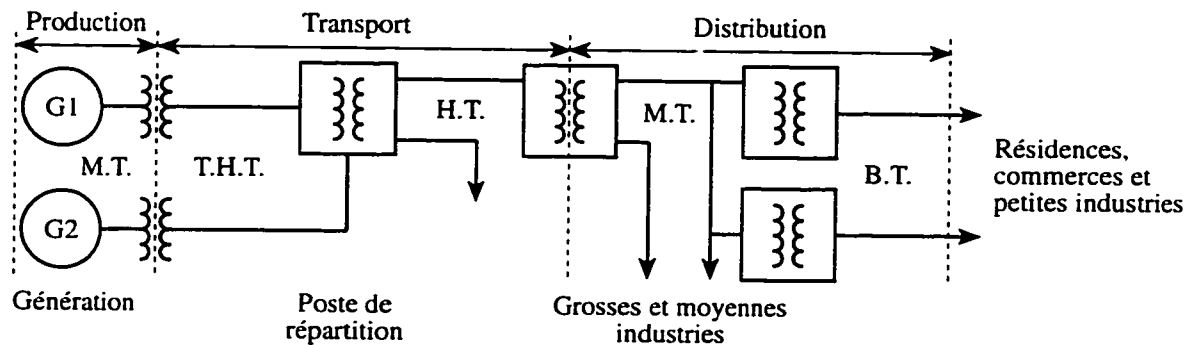 Production
Transport
Distribution
G1
H.T.
M.T.
M.T.
T.H.T.
B.T.
Résidences,
commerces et
petites industries
G2
Génération
Poste de
répartition
Grosses et moyennes
industries